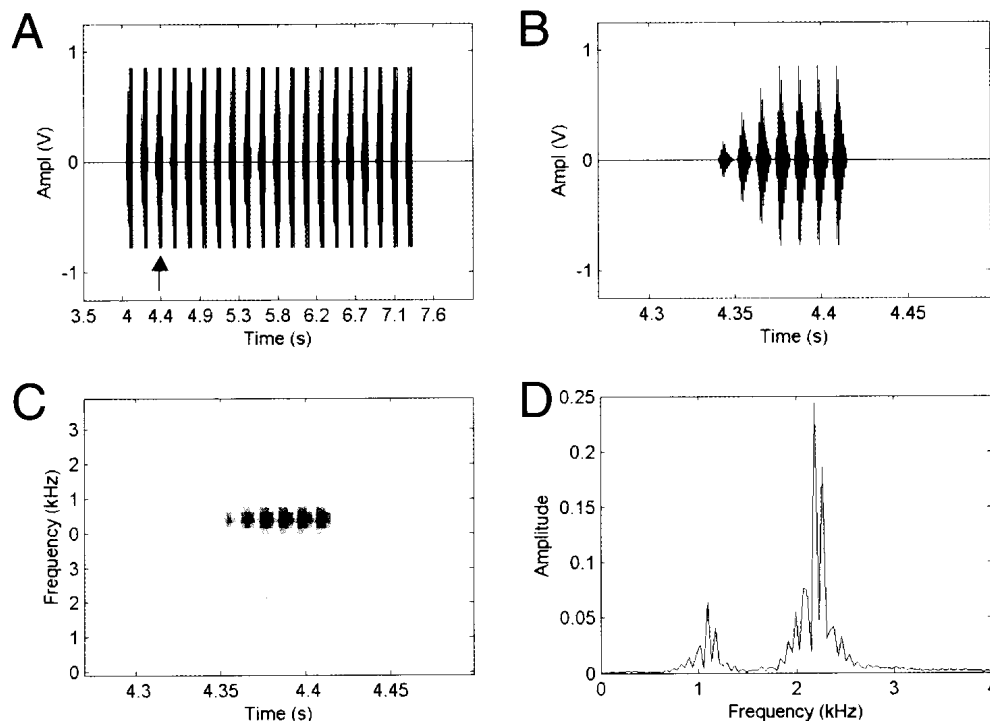 A
1
0
-1
Ampl (V)
3.5 4 4.4 4.9 5.3 5.8 6.2 6.7 7.1 7.6
Time (s)
B
1
0
-1
Ampl (V)
4.3 4.35 4.4 4.45
Time (s)
C
3
2
1
0
3
2
1
0
Frequency (kHz)
4.3 4.35 4.4 4.45
Time (s)
D
0.25
0.2
0.15
0.1
0.05
0
Amplitude
0 1 2 3 4
Frequency (kHz)